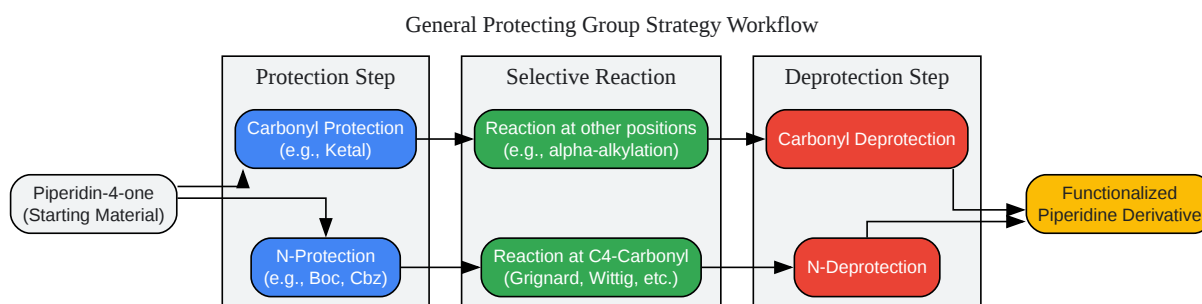 General Protecting Group Strategy Workflow
Protection Step
Selective Reaction
Deprotection Step
Carbonyl Protection
(e.g., Ketal)
Reaction at other positions
(e.g., alpha-alkylation)
Carbonyl Deprotection
Piperidin-4-one
(Starting Material)
Functionalized
Piperidine Derivative
N-Protection
(e.g., Boc, Cbz)
Reaction at C4-Carbonyl
(Grignard, Wittig, etc.)
N-Deprotection